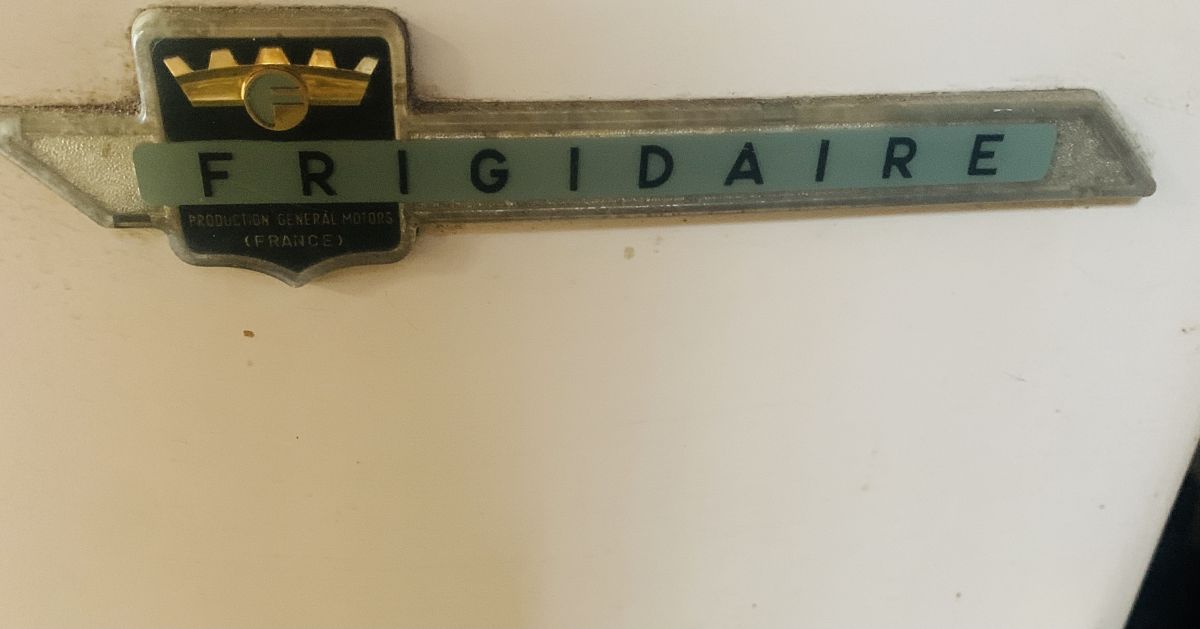 F
FRIGIDAIRE
PRODUCTION GENERAL MOTORS
(FRANCE)